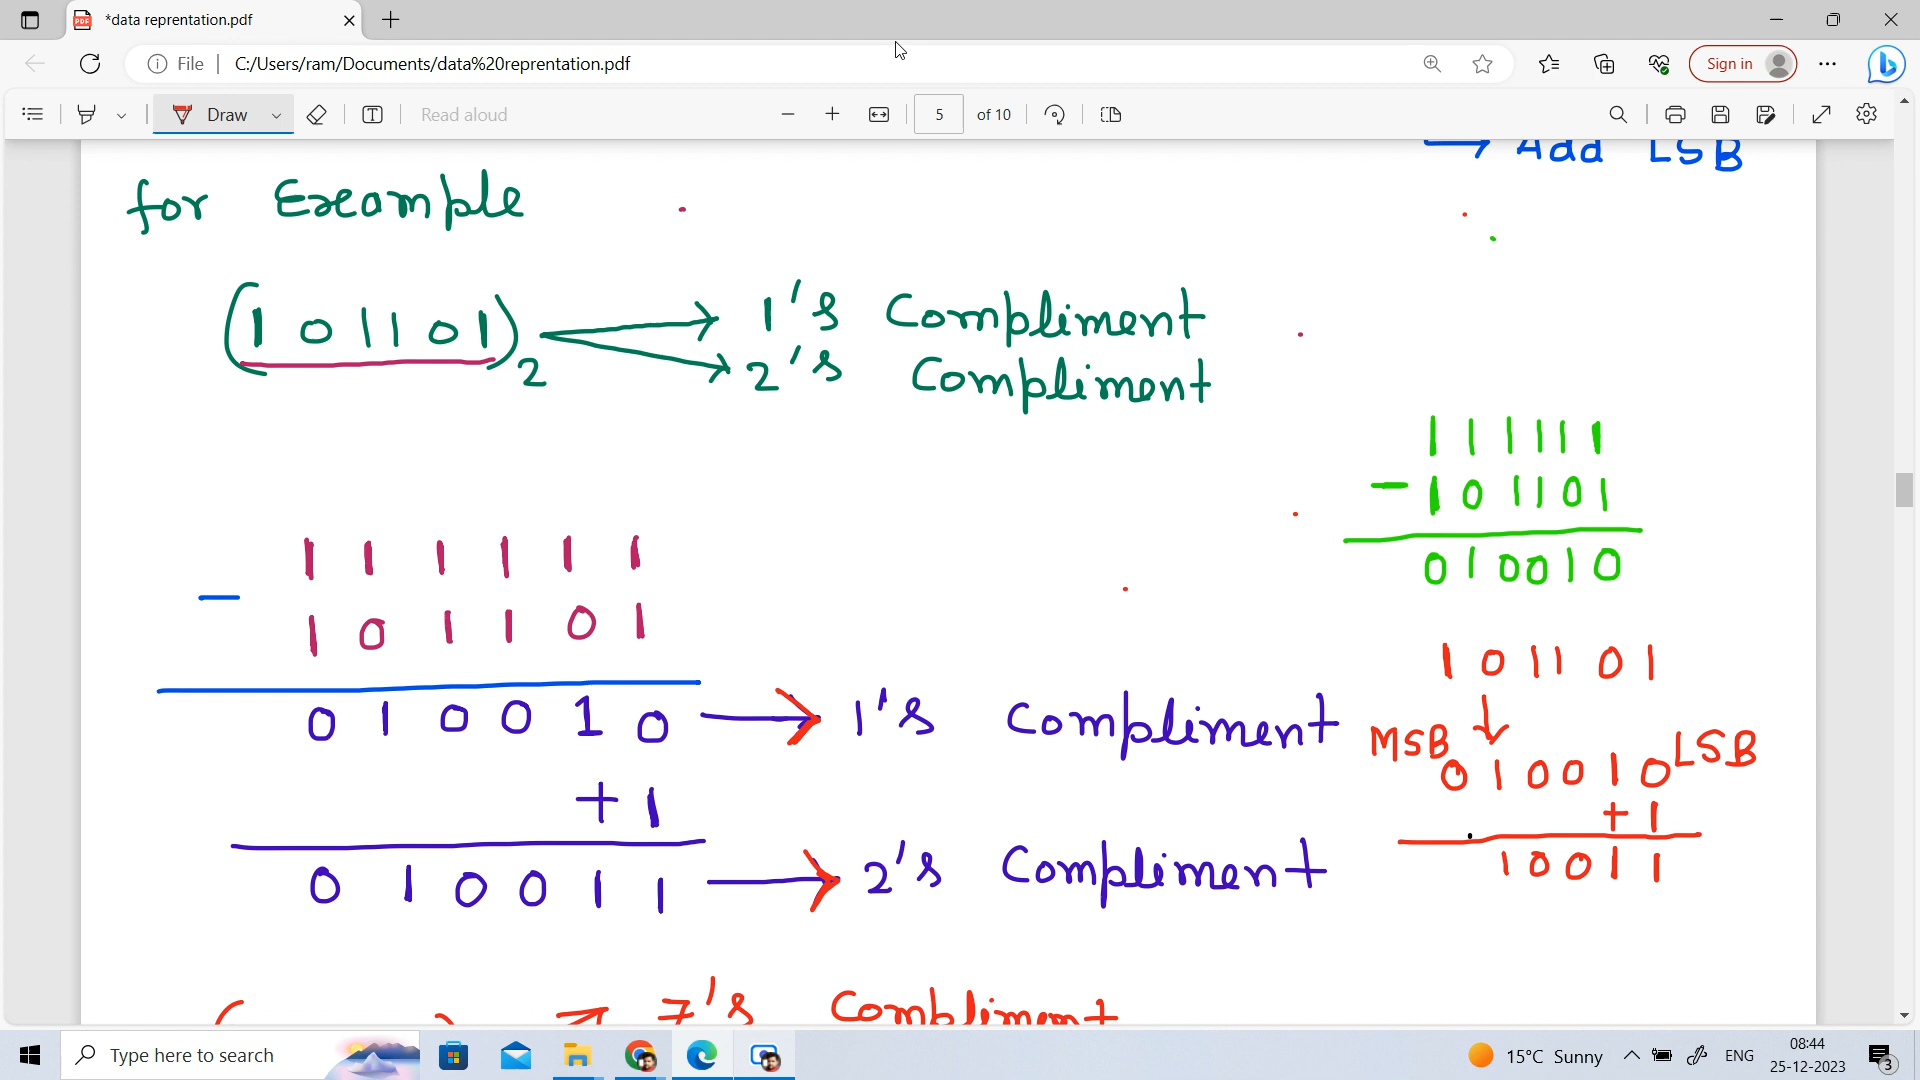 *data reprentation.pdf
File
C:/Users/ram/Documents/data%20reprentation.pdf
Sign in
Draw
Read aloud
5
of 10
→ Add LSB
for Example
(101101)2 → 1's Compliment
→ 2's Compliment
111111
- 101101
010010
111111
- 101101
010010 → 1's Compliment
+1
010011 → 2's Compliment
101101
↓
MSB
010010
LSB
+1
10011
7's Compliment
Type here to search
15°C Sunny
ENG
08:44
25-12-2023
3